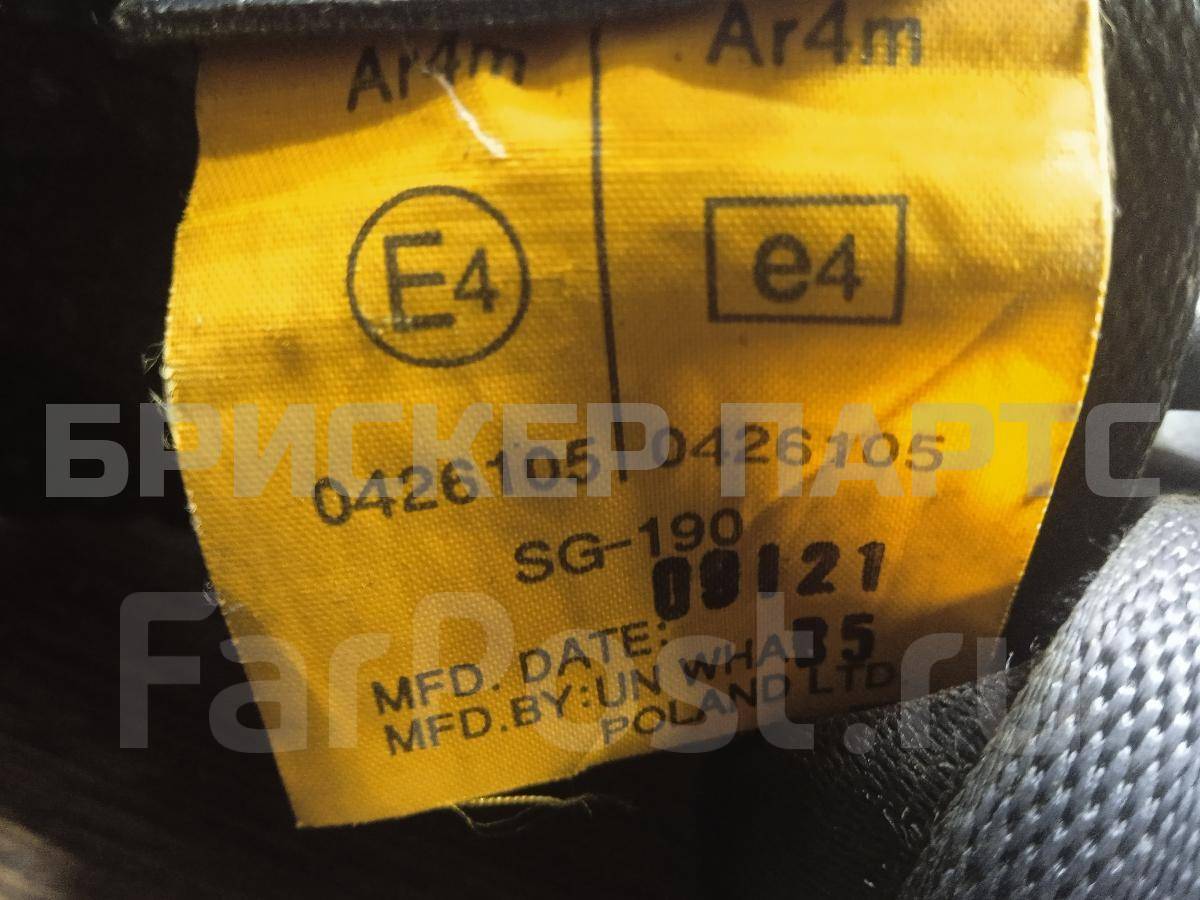 Ar4m Ar4m
E4 e4
БРИСКЕР ПАРТС
0426105 0426105
SG-190
09121
MFD. DATE: 35
MFD.BY:UN WHA
POLAND LTD
FarPost.ru